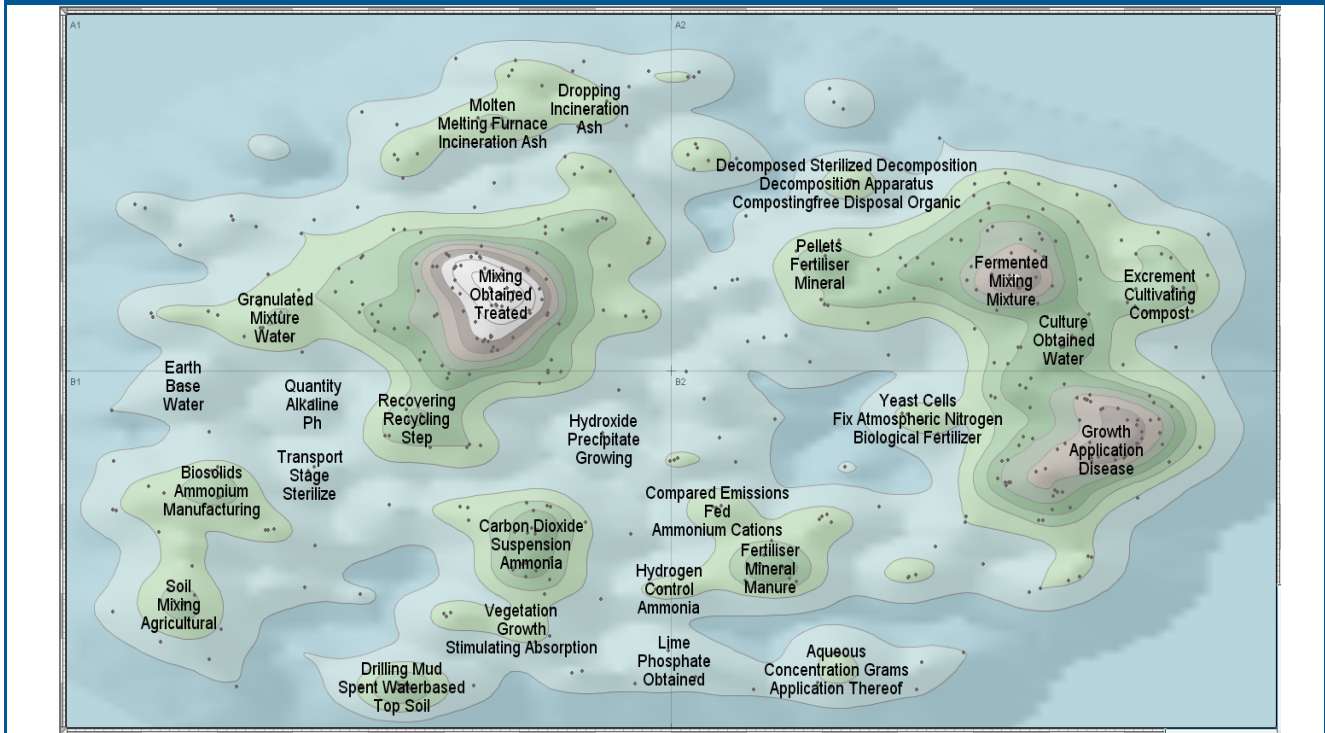 A1
A2
Molten
Melting Furnace
Incineration Ash
Dropping
Incineration
Ash
Decomposed Sterilized Decomposition
Decomposition Apparatus
Compostingfree Disposal Organic
Pellets
Fertiliser
Mineral
Fermented
Mixing
Mixture
Excrement
Cultivating
Compost
Mixing
Obtained
Treated
Granulated
Mixture
Water
Culture
Obtained
Water
Earth
Base
Water
B1
B2
Quantity
Alkaline
Ph
Recovering
Recycling
Step
Hydroxide
Precipitate
Growing
Yeast Cells
Fix Atmospheric Nitrogen
Biological Fertilizer
Growth
Application
Disease
Transport
Stage
Sterilize
Biosolids
Ammonium
Manufacturing
Compared Emissions
Fed
Ammonium Cations
Carbon Dioxide
Suspension
Ammonia
Fertiliser
Mineral
Manure
Hydrogen
Control
Ammonia
Soil
Mixing
Agricultural
Vegetation
Growth
Stimulating Absorption
Lime
Phosphate
Obtained
Aqueous
Concentration Grams
Application Thereof
Drilling Mud
Spent Waterbased
Top Soil